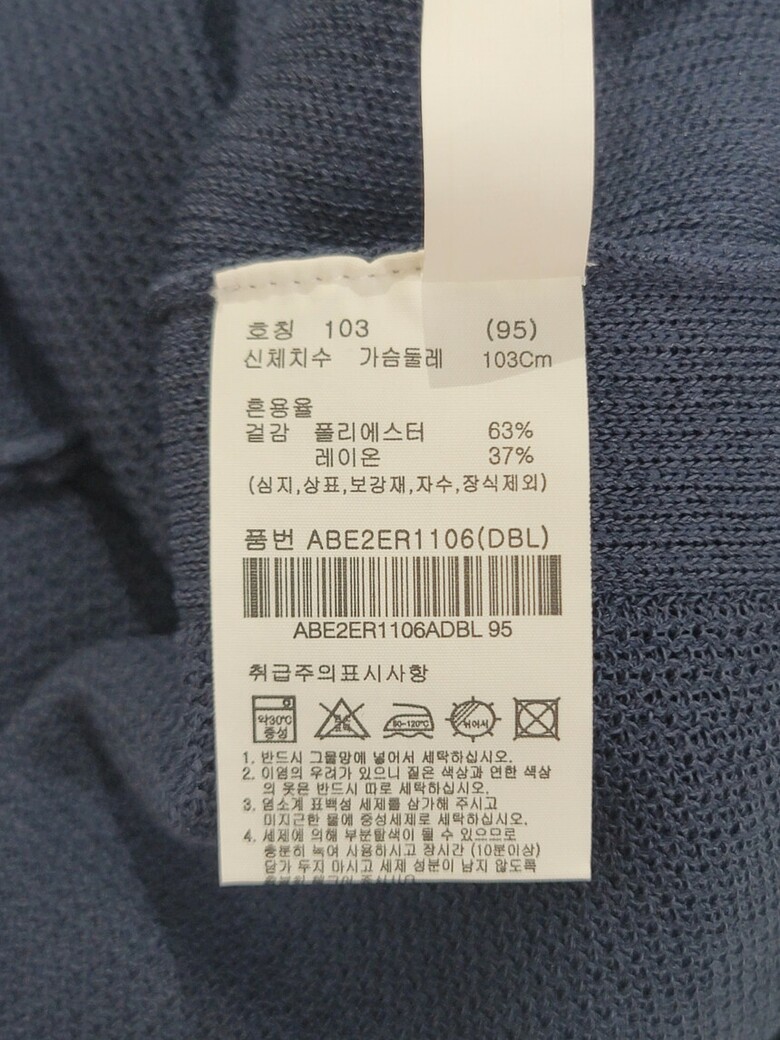 호칭 103 (95)
신체치수 가슴둘레 103Cm
흔용율
겉감 폴리에스터 63%
레이온 37%
(심지,상표,보강재,자수,장식제외)
품번 ABE2ER1106(DBL)
ABE2ER1106ADBL 95
취급주의표시사항
약30℃
중성
80-120℃
뉘어서
1. 반드시 그물망에 넣어서 세탁하십시오.
2. 이염의 우려가 있으니 짙은 색상과 연한 색상
의 옷은 반드시 따로 세탁하십시오.
3. 염소계 표백성 세제를 삼가해 주시고
미지근한 물에 중성세제로 세탁하십시오.
4. 세제에 의해 부분탈색이 될 수 있으므로
충분히 녹여 사용하시고 장시간 (10분이상)
담가 두지 마시고 세제 성분이 남지 않도록